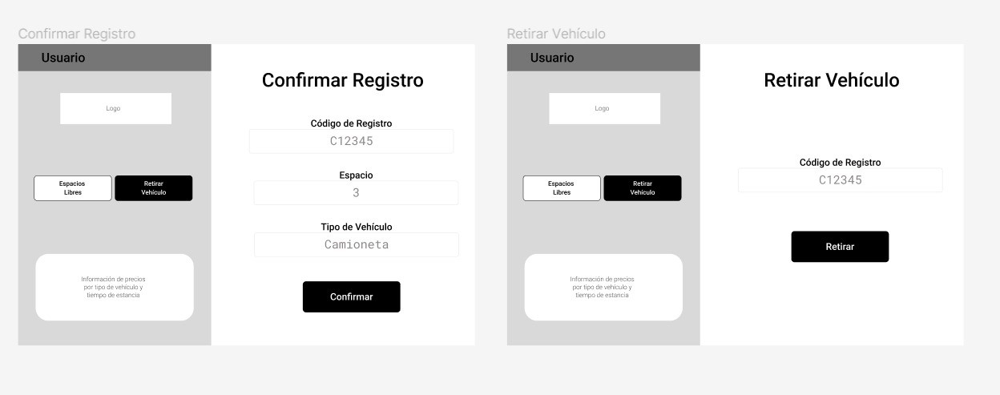 Confirmar Registro
Usuario
Logo
Espacios
Libres
Retirar
Vehículo
Información de precios
por tipo de vehículo y
tiempo de estancia
Confirmar Registro
Código de Registro
C12345
Espacio
3
Tipo de Vehículo
Camioneta
Confirmar
Retirar Vehículo
Usuario
Logo
Espacios
Libres
Retirar
Vehículo
Información de precios
por tipo de vehículo y
tiempo de estancia
Retirar Vehículo
Código de Registro
C12345
Retirar